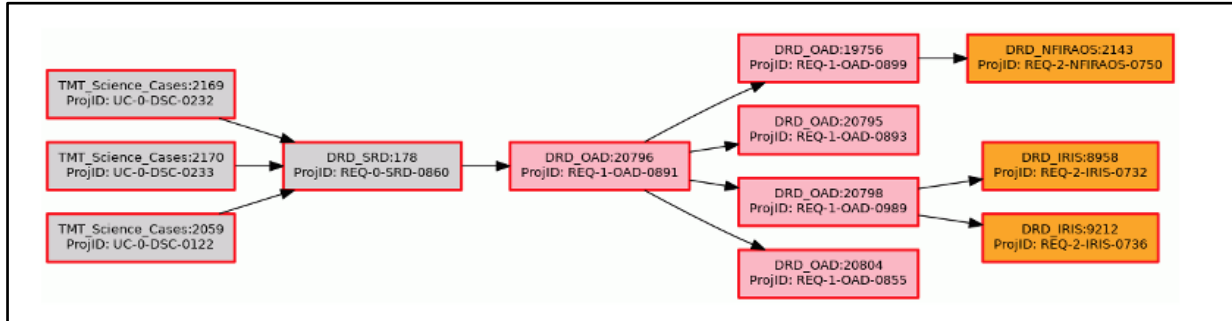 TMT_Science_Cases:2169
ProjID: UC-0-DSC-0232
TMT_Science_Cases:2170
ProjID: UC-0-DSC-0233
TMT_Science_Cases:2059
ProjID: UC-0-DSC-0122
DRD_SRD:178
ProjID: REQ-0-SRD-0860
DRD_OAD:20796
ProjID: REQ-1-OAD-0891
DRD_OAD:19756
ProjID: REQ-1-OAD-0899
DRD_OAD:20795
ProjID: REQ-1-OAD-0893
DRD_OAD:20798
ProjID: REQ-1-OAD-0989
DRD_OAD:20804
ProjID: REQ-1-OAD-0855
DRD_NFIRAOS:2143
ProjID: REQ-2-NFIRAOS-0750
DRD_IRIS:8958
ProjID: REQ-2-IRIS-0732
DRD_IRIS:9212
ProjID: REQ-2-IRIS-0736